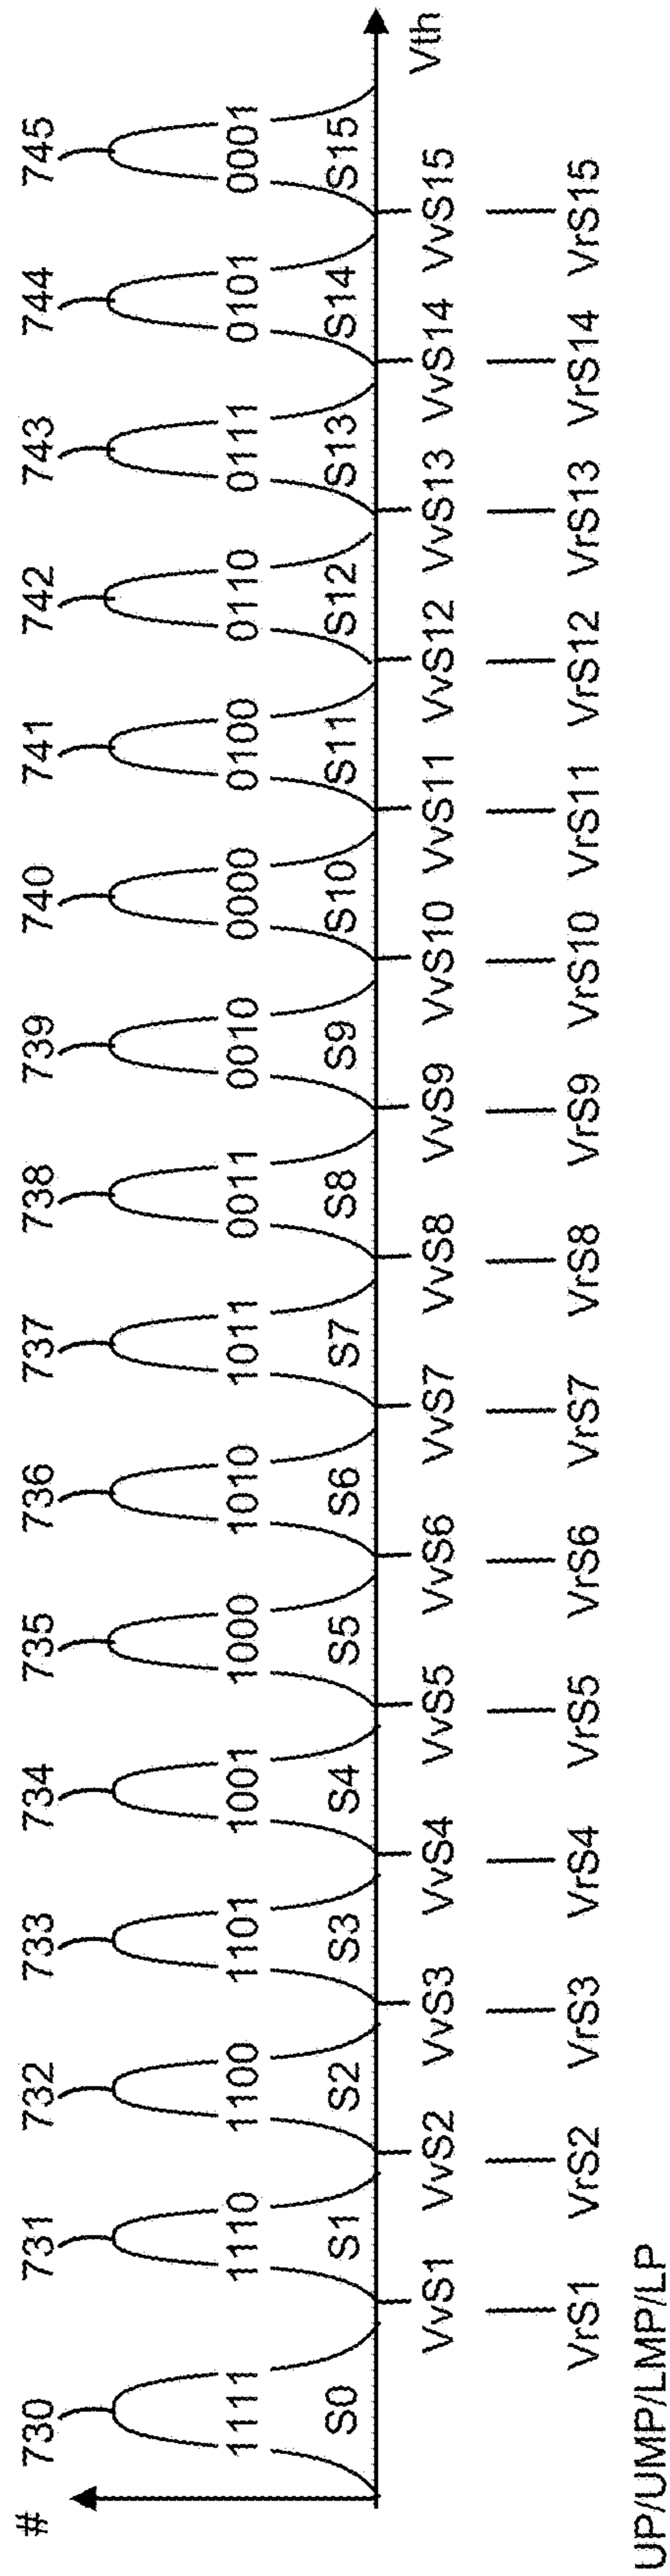 #
730 731 732 733 734 735 736 737 738 739 740 741 742 743 744 745
1111 1110 1100 1101 1001 1000 1010 1011 0011 0010 0000 0100 0110 0111 0101 0001
S0 S1 S2 S3 S4 S5 S6 S7 S8 S9 S10 S11 S12 S13 S14 S15
Vth
VvS1 VvS2 VvS3 VvS4 VvS5 VvS6 VvS7 VvS8 VvS9 VvS10 VvS11 VvS12 VvS13 VvS14 VvS15
VrS1 VrS2 VrS3 VrS4 VrS5 VrS6 VrS7 VrS8 VrS9 VrS10 VrS11 VrS12 VrS13 VrS14 VrS15
UP/UMP/LMP/LP